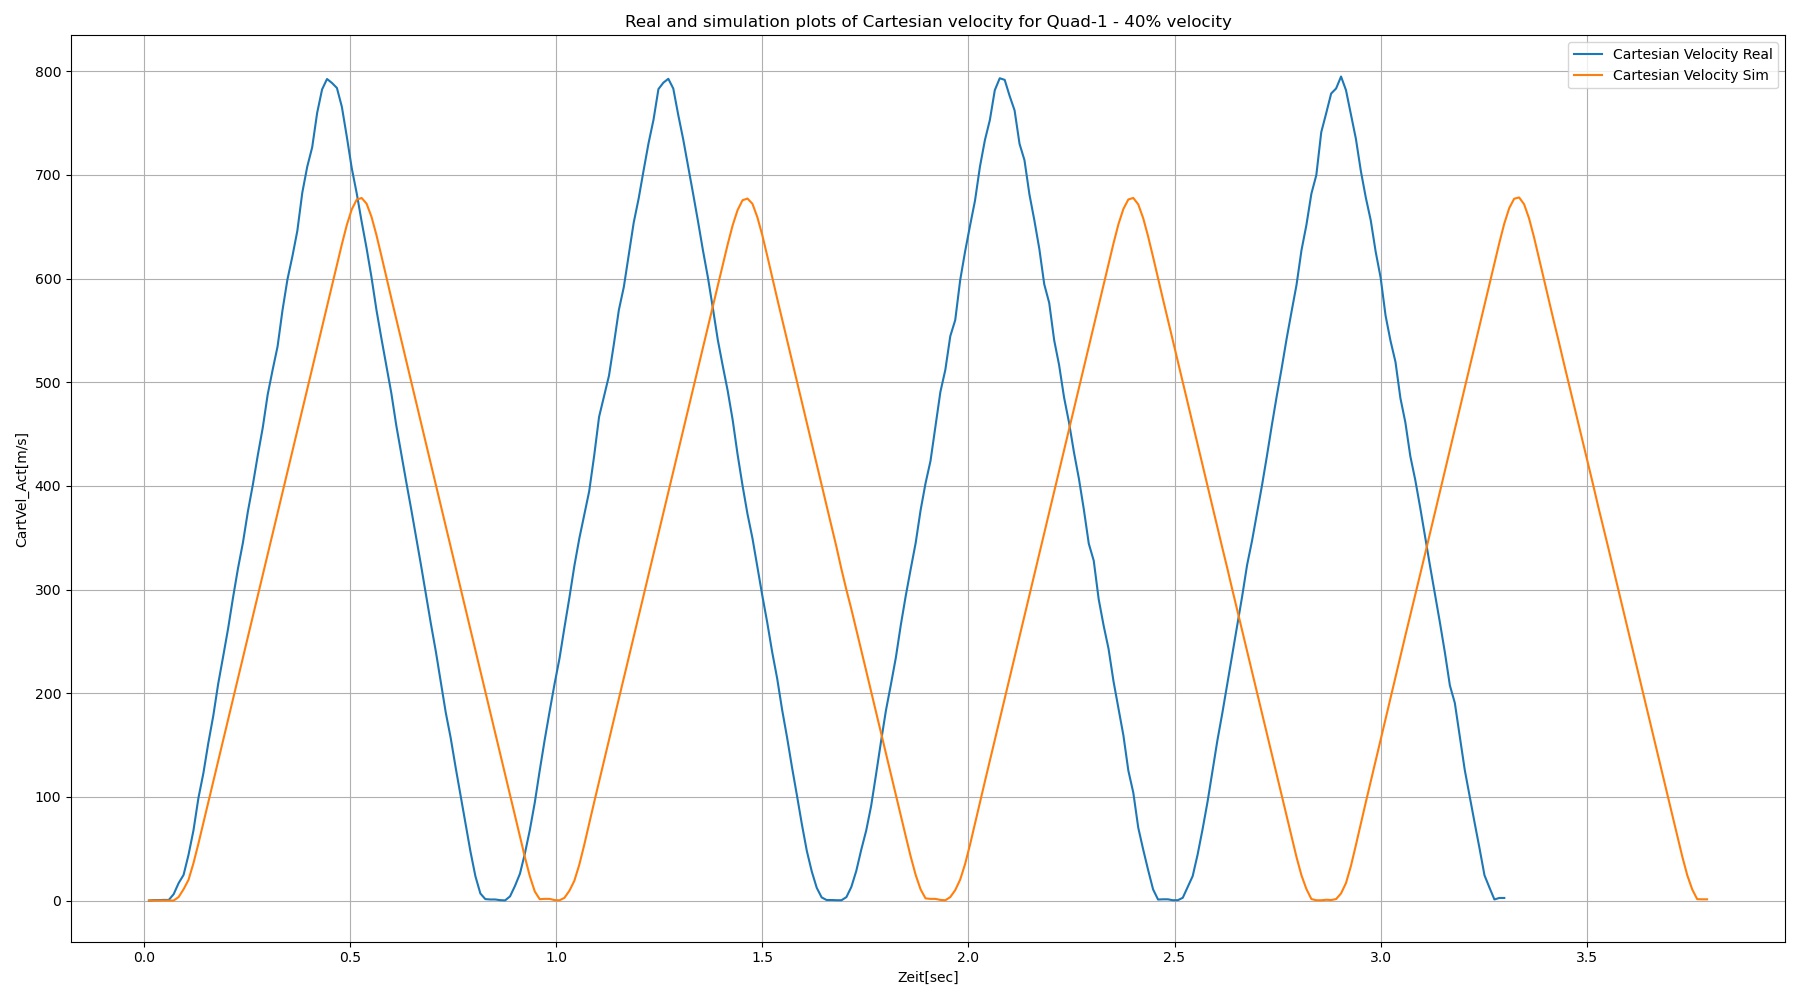 Real and simulation plots of Cartesian velocity for Quad-1 - 40% velocity
Cartesian Velocity Real
Cartesian Velocity Sim
CartVel_Act[m/s]
800
700
600
500
400
300
200
100
0
0.0 0.5 1.0 1.5 2.0 2.5 3.0 3.5
Zeit[sec]